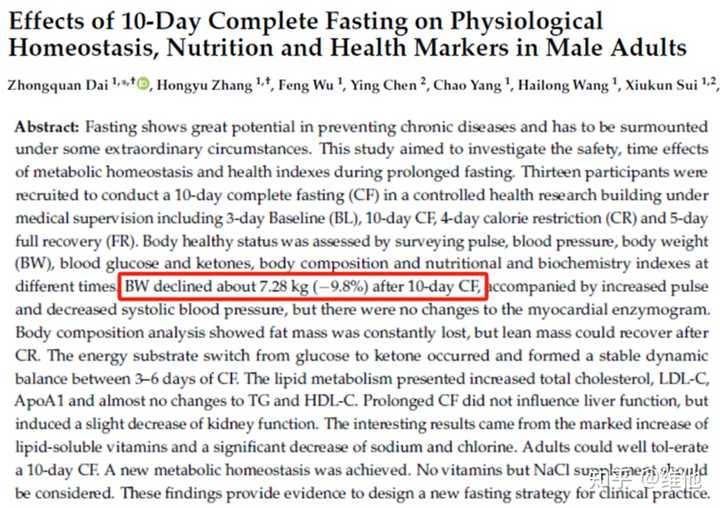 Effects of 10-Day Complete Fasting on Physiological
Homeostasis, Nutrition and Health Markers in Male Adults
Zhongquan Dai 1,*,†, Hongyu Zhang 1,†, Feng Wu 1, Ying Chen 2, Chao Yang 1, Hailong Wang 1, Xiukun Sui 1,2,
Abstract: Fasting shows great potential in preventing chronic diseases and has to be surmounted
under some extraordinary circumstances. This study aimed to investigate the safety, time effects
of metabolic homeostasis and health indexes during prolonged fasting. Thirteen participants were
recruited to conduct a 10-day complete fasting (CF) in a controlled health research building under
medical supervision including 3-day Baseline (BL), 10-day CF, 4-day calorie restriction (CR) and 5-day
full recovery (FR). Body healthy status was assessed by surveying pulse, blood pressure, body weight
(BW), blood glucose and ketones, body composition and nutritional and biochemistry indexes at
different times. BW declined about 7.28 kg (−9.8%) after 10-day CF, accompanied by increased pulse
and decreased systolic blood pressure, but there were no changes to the myocardial enzymogram.
Body composition analysis showed fat mass was constantly lost, but lean mass could recover after
CR. The energy substrate switch from glucose to ketone occurred and formed a stable dynamic
balance between 3–6 days of CF. The lipid metabolism presented increased total cholesterol, LDL-C,
ApoA1 and almost no changes to TG and HDL-C. Prolonged CF did not influence liver function, but
induced a slight decrease of kidney function. The interesting results came from the marked increase of
lipid-soluble vitamins and a significant decrease of sodium and chlorine. Adults could well tol-erate
a 10-day CF. A new metabolic homeostasis was achieved. No vitamins but NaCl supplement should
be considered. These findings provide evidence to design a new fasting strategy for clinical practice.
知乎 @维他